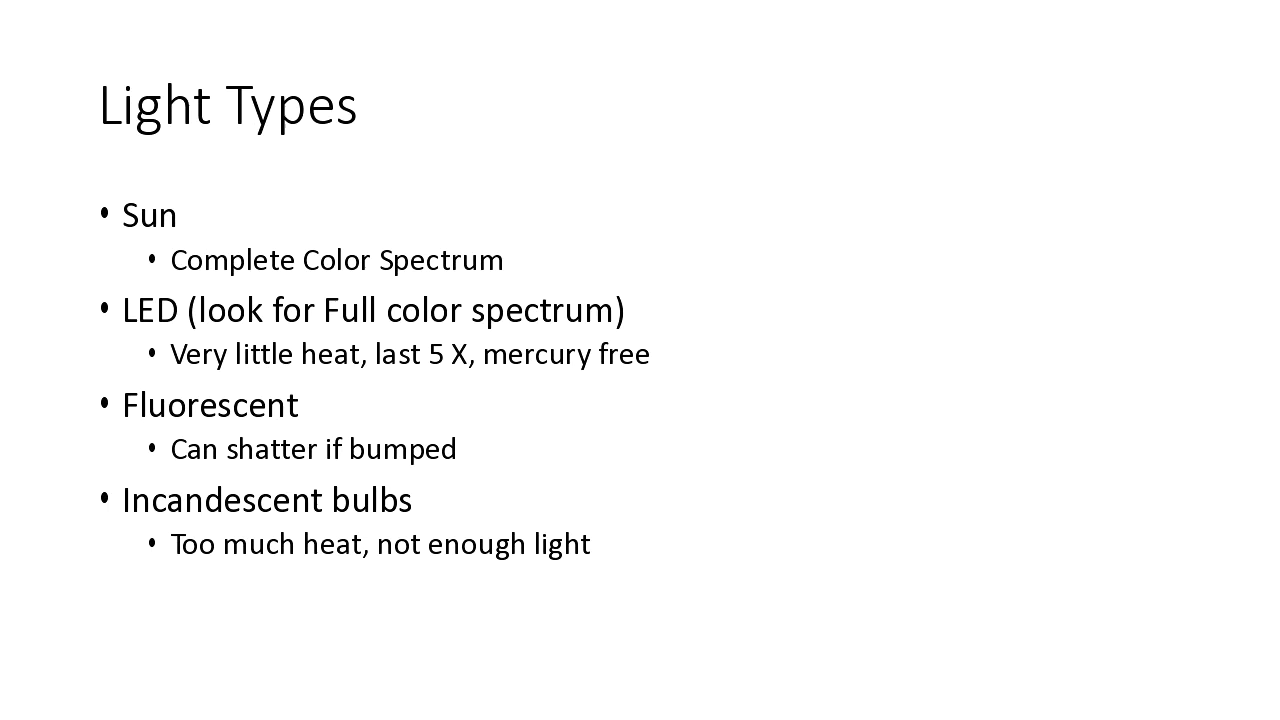 Light Types
• Sun
• Complete Color Spectrum
• LED (look for Full color spectrum)
• Very little heat, last 5 X, mercury free
• Fluorescent
• Can shatter if bumped
• Incandescent bulbs
• Too much heat, not enough light